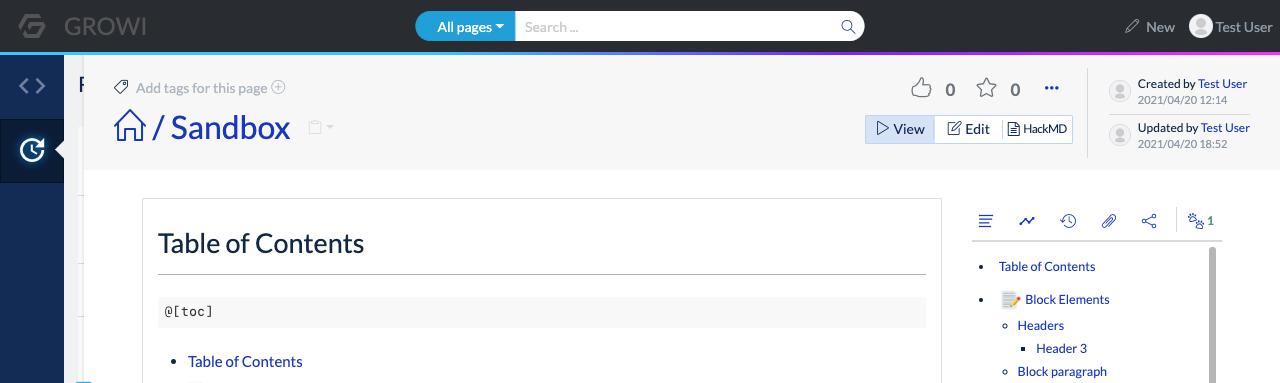 GROWI
All pages
Search ...
New
Test User
Add tags for this page
0
0
/ Sandbox
View
Edit
HackMD
Created by Test User
2021/04/20 12:14
Updated by Test User
2021/04/20 18:52
Table of Contents
@[toc]
Table of Contents
1
Table of Contents
Block Elements
Headers
Header 3
Block paragraph